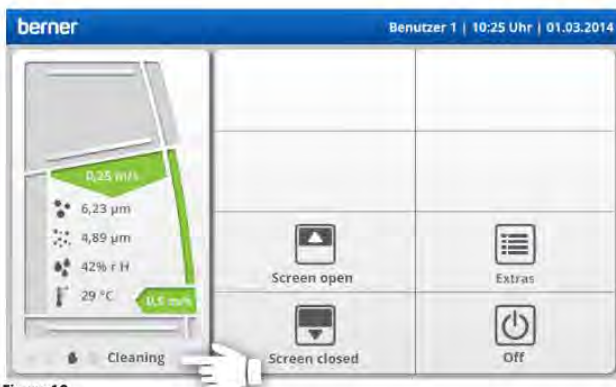 berner
Benutzer 1 | 10:25 Uhr | 01.03.2014
0,25 m/s
6,23 µm
4,89 µm
42% r H
29 °C
0,5 m/s
Cleaning
Screen open
Extras
Screen closed
Off